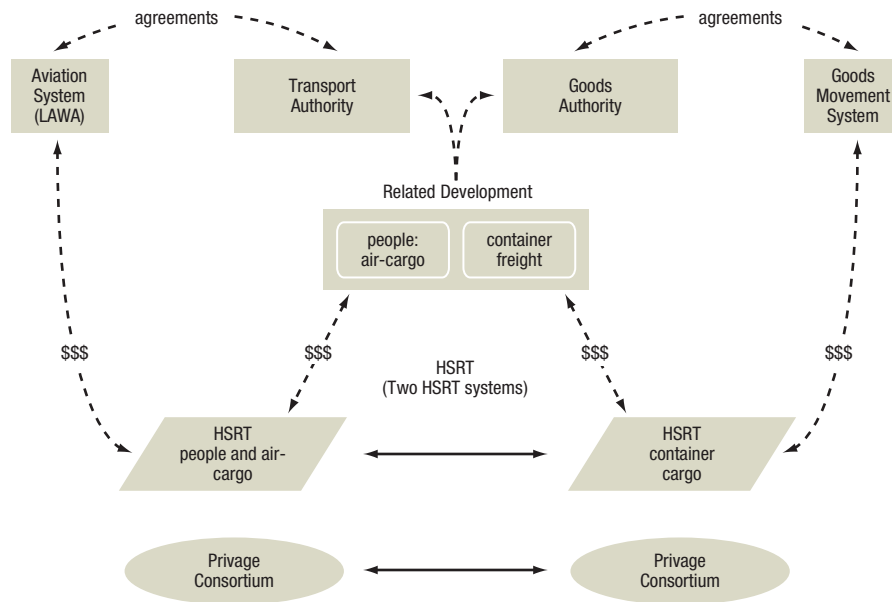 agreements
agreements
Aviation
System
(LAWA)
Transport
Authority
Goods
Authority
Goods
Movement
System
Related Development
people:
air-cargo
container
freight
$$$
$$$
$$$
$$$
HSRT
(Two HSRT systems)
HSRT
people and air-
cargo
HSRT
container
cargo
Privage
Consortium
Privage
Consortium